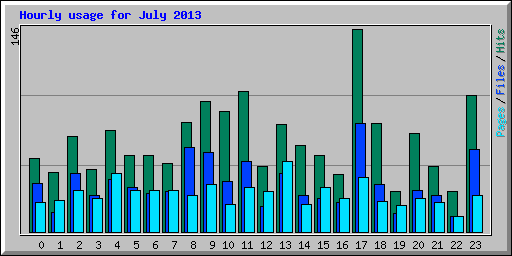 Hourly usage for July 2013
146
Pages/Files/Hits
0 1 2 3 4 5 6 7 8 9 10 11 12 13 14 15 16 17 18 19 20 21 22 23